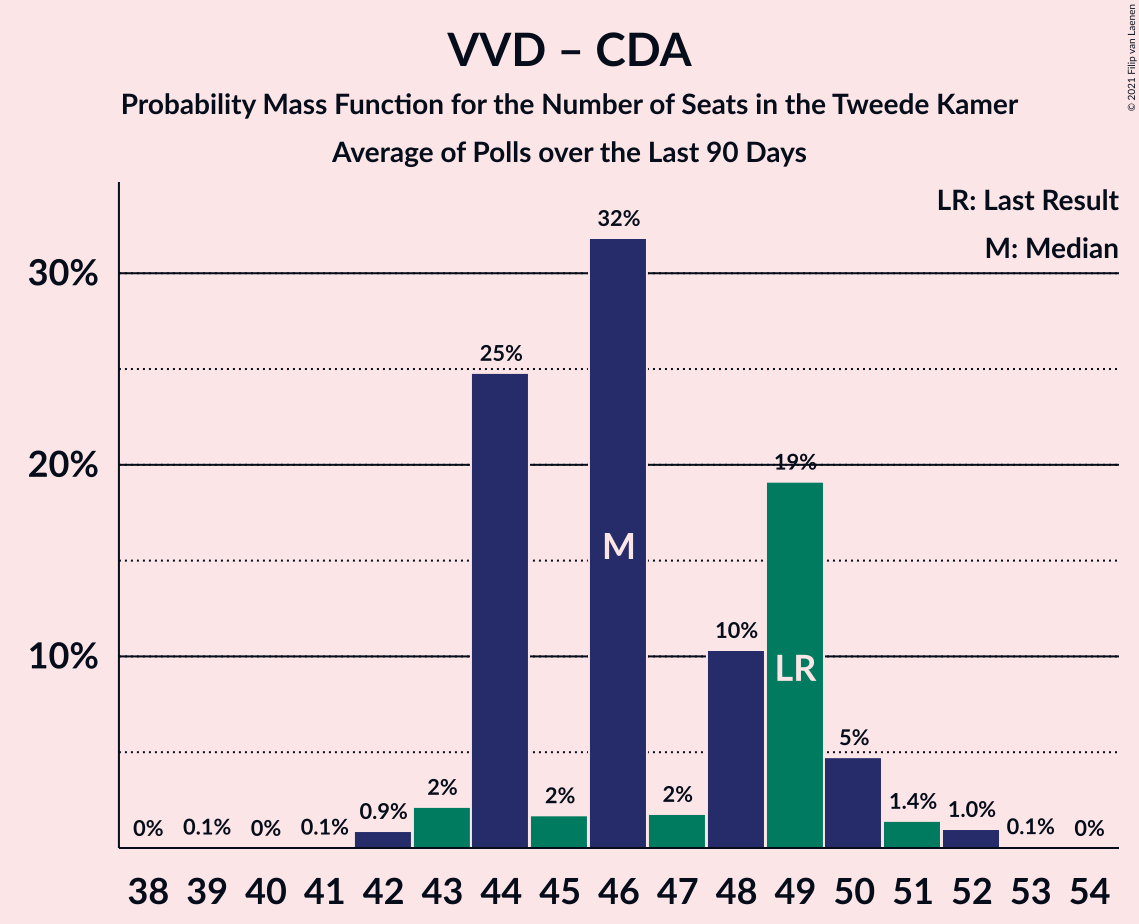 VVD – CDA
Probability Mass Function for the Number of Seats in the Tweede Kamer
Average of Polls over the Last 90 Days
© 2021 Filip van Laenen
LR: Last Result
M: Median
30%
20%
10%
0%
0.1%
0%
0.1%
0.9%
2%
25%
2%
32%
2%
10%
19%
5%
1.4%
1.0%
0.1%
0%
M
LR
38 39 40 41 42 43 44 45 46 47 48 49 50 51 52 53 54